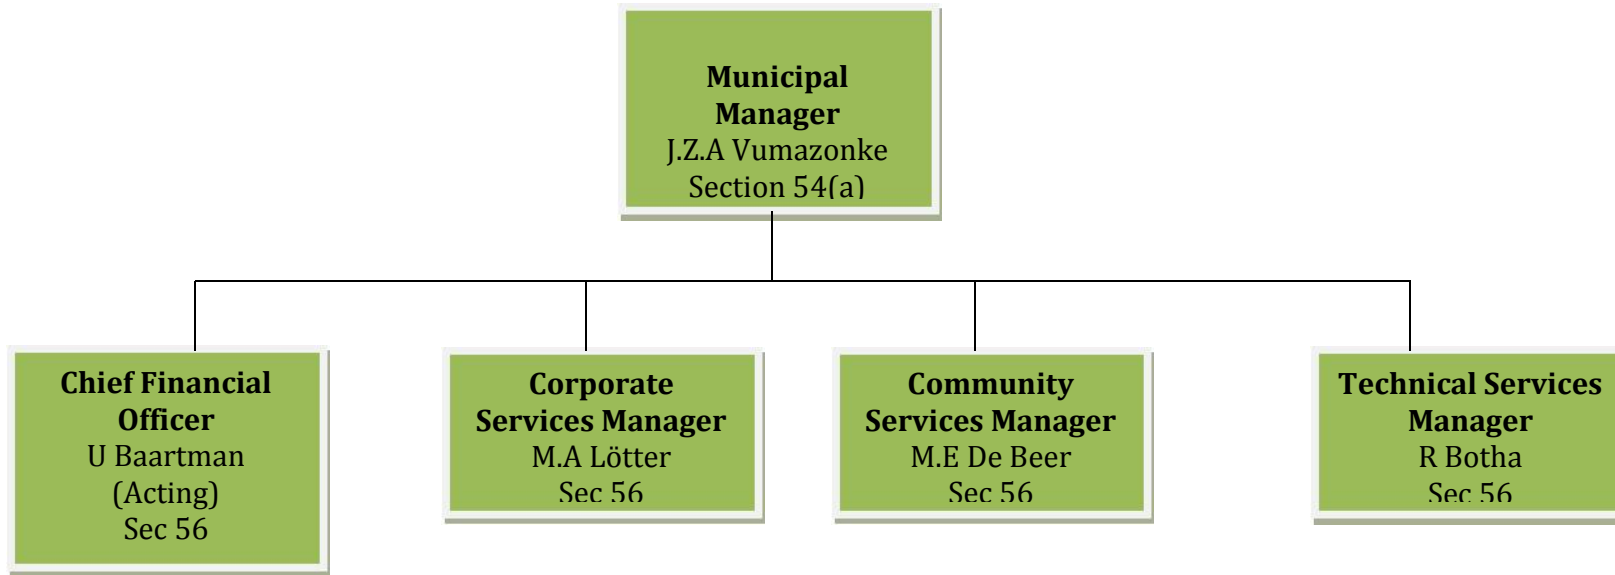 Municipal
Manager
J.Z.A Vumazonke
Section 54(a)
Chief Financial
Officer
U Baartman
(Acting)
Sec 56
Corporate
Services Manager
M.A Lötter
Sec 56
Community
Services Manager
M.E De Beer
Sec 56
Technical Services
Manager
R Botha
Sec 56